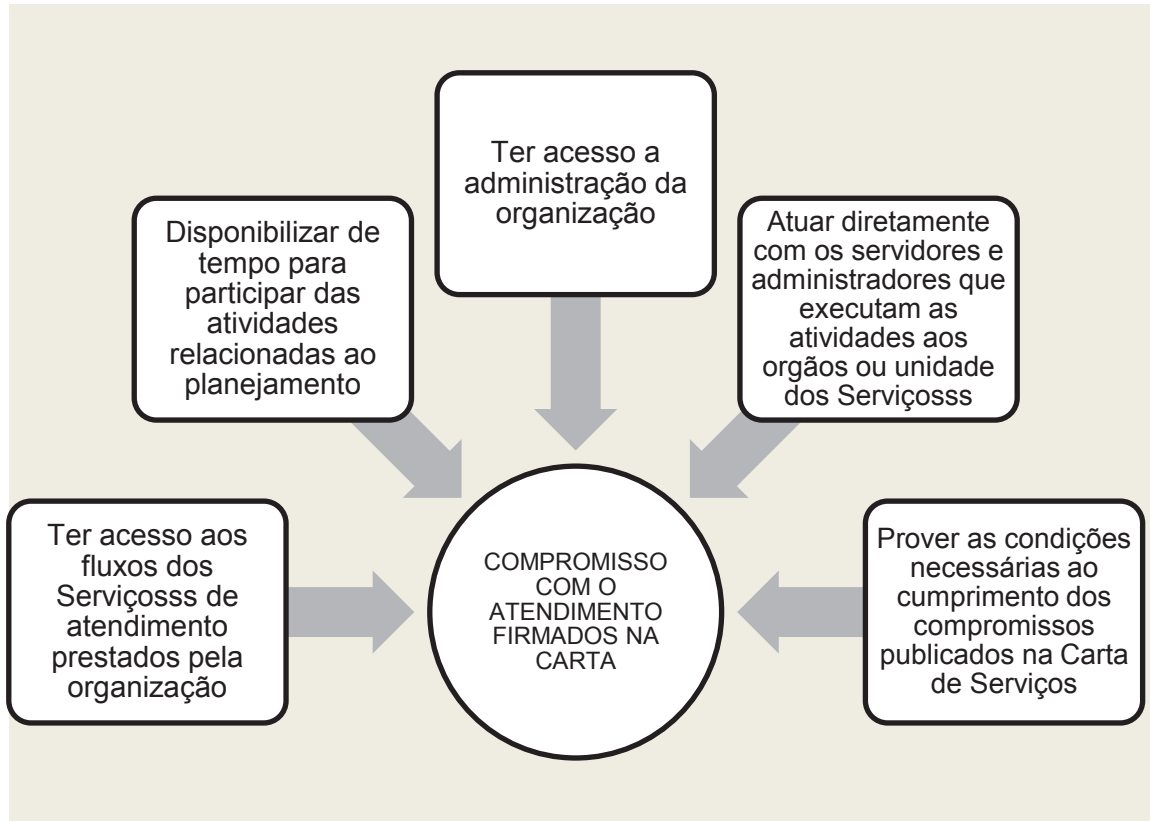 Ter acesso a
administração da
organização
Disponibilizar de
tempo para
participar das
atividades
relacionadas ao
planejamento
Atuar diretamente
com os servidores e
administradores que
executam as
atividades aos
orgãos ou unidade
dos Serviçosss
Ter acesso aos
fluxos dos
Serviçosss de
atendimento
prestados pela
organização
COMPROMISSO
COM O
ATENDIMENTO
FIRMADOS NA
CARTA
Prover as condições
necessárias ao
cumprimento dos
compromissos
publicados na Carta
de Serviços